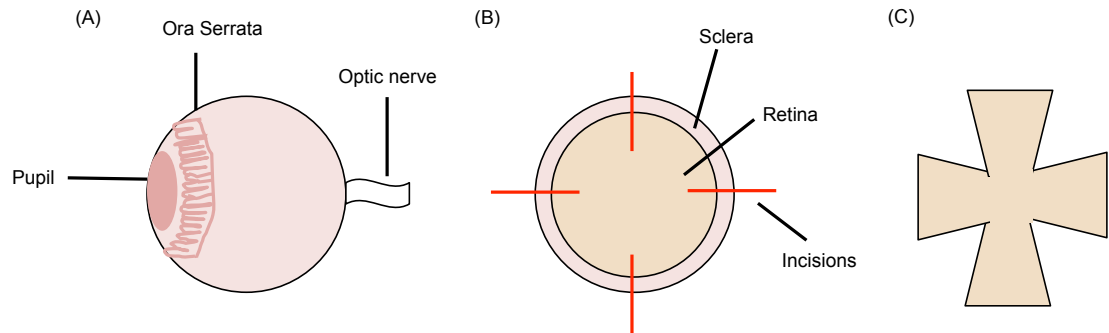 (A)
Ora Serrata
Optic nerve
Pupil
(B)
Sclera
Retina
Incisions
(C)